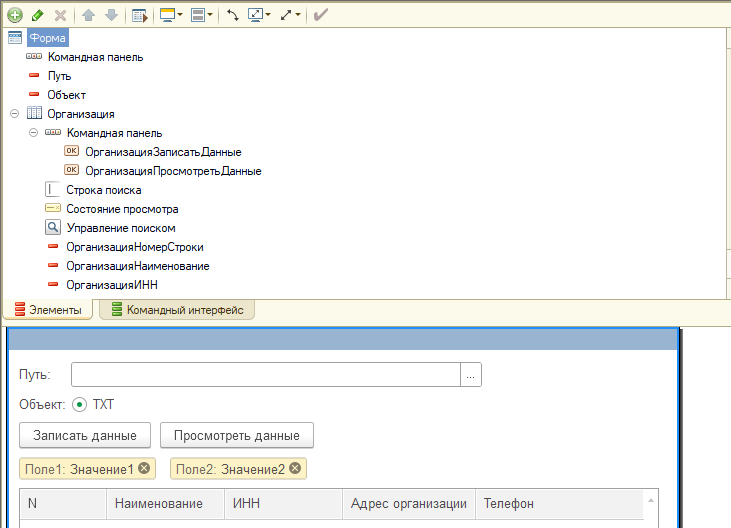 Форма
Командная панель
Путь
Объект
Организация
Командная панель
OK ОрганизацияЗаписатьДанные
OK ОрганизацияПросмотретьДанные
Строка поиска
Состояние просмотра
Управление поиском
ОрганизацияНомерСтроки
ОрганизацияНаименование
ОрганизацияИНН
Элементы Командный интерфейс
Путь: ...
Объект: TXT
Записать данные Просмотреть данные
Поле1: Значение1 Поле2: Значение2
N Наименование ИНН Адрес организации Телефон